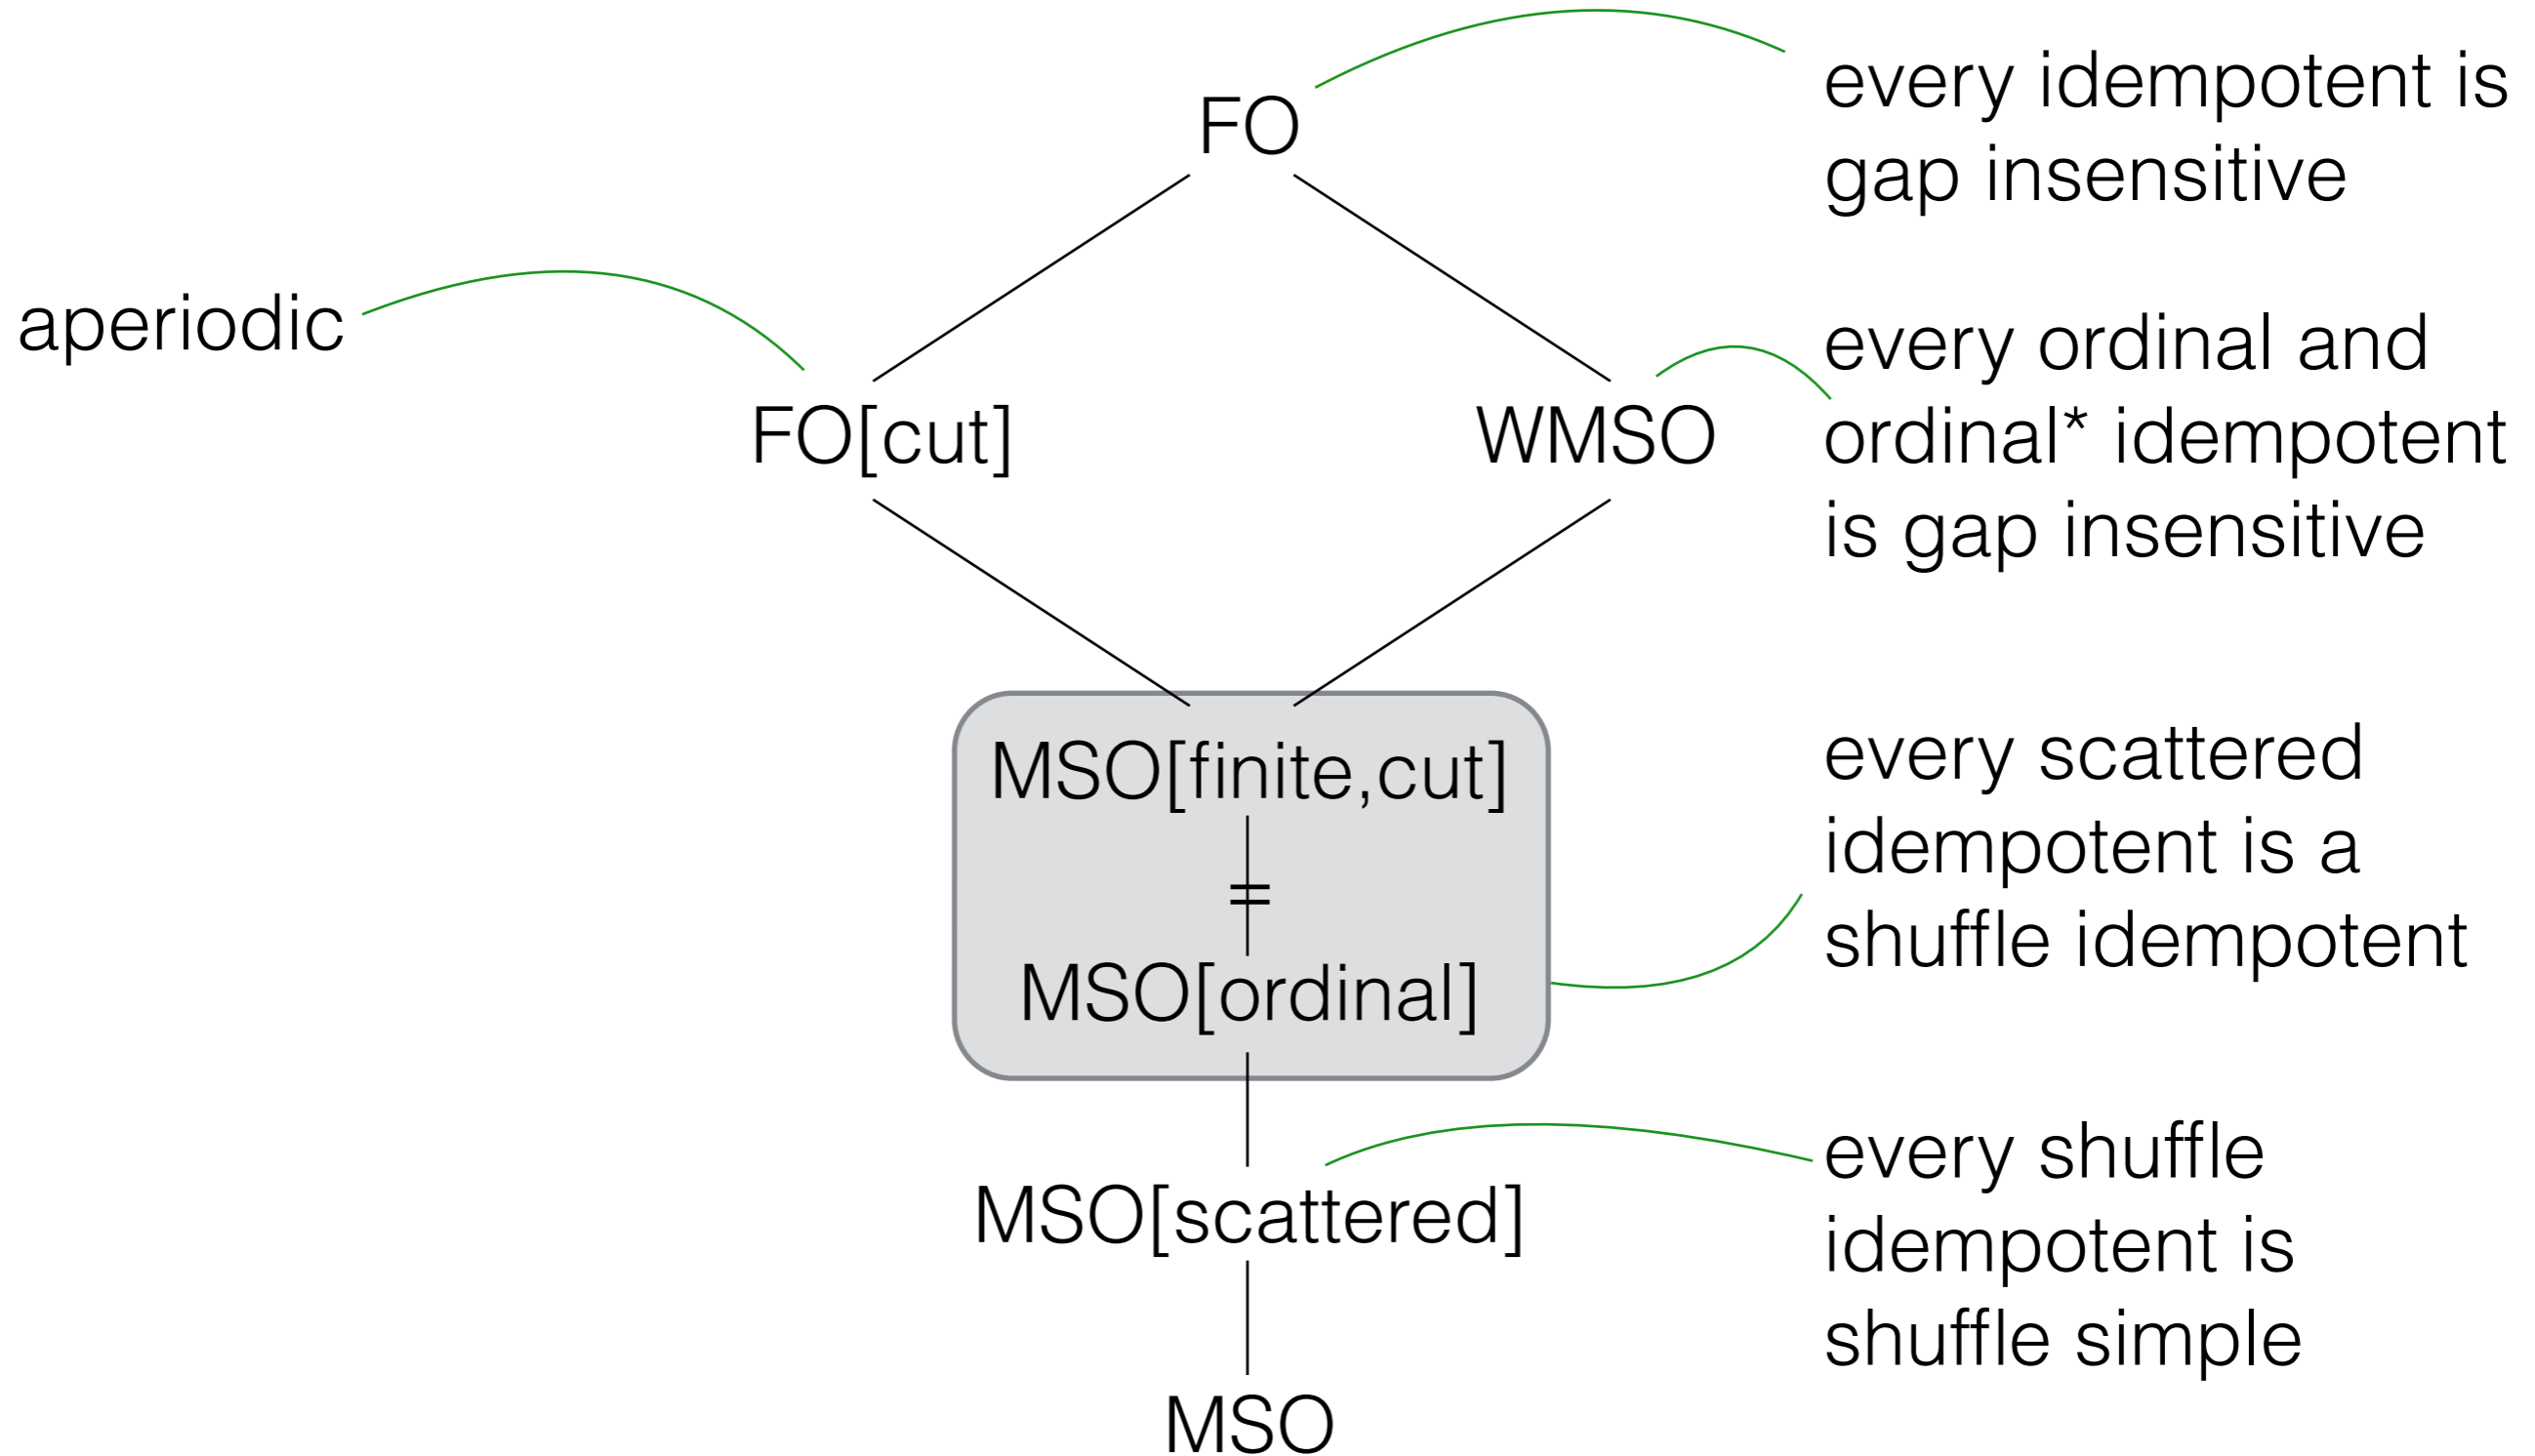 FO
every idempotent is
gap insensitive
aperiodic
FO[cut]
WMSO
every ordinal and
ordinal* idempotent
is gap insensitive
MSO[finite,cut]
=
MSO[ordinal]
every scattered
idempotent is a
shuffle idempotent
MSO[scattered]
every shuffle
idempotent is
shuffle simple
MSO